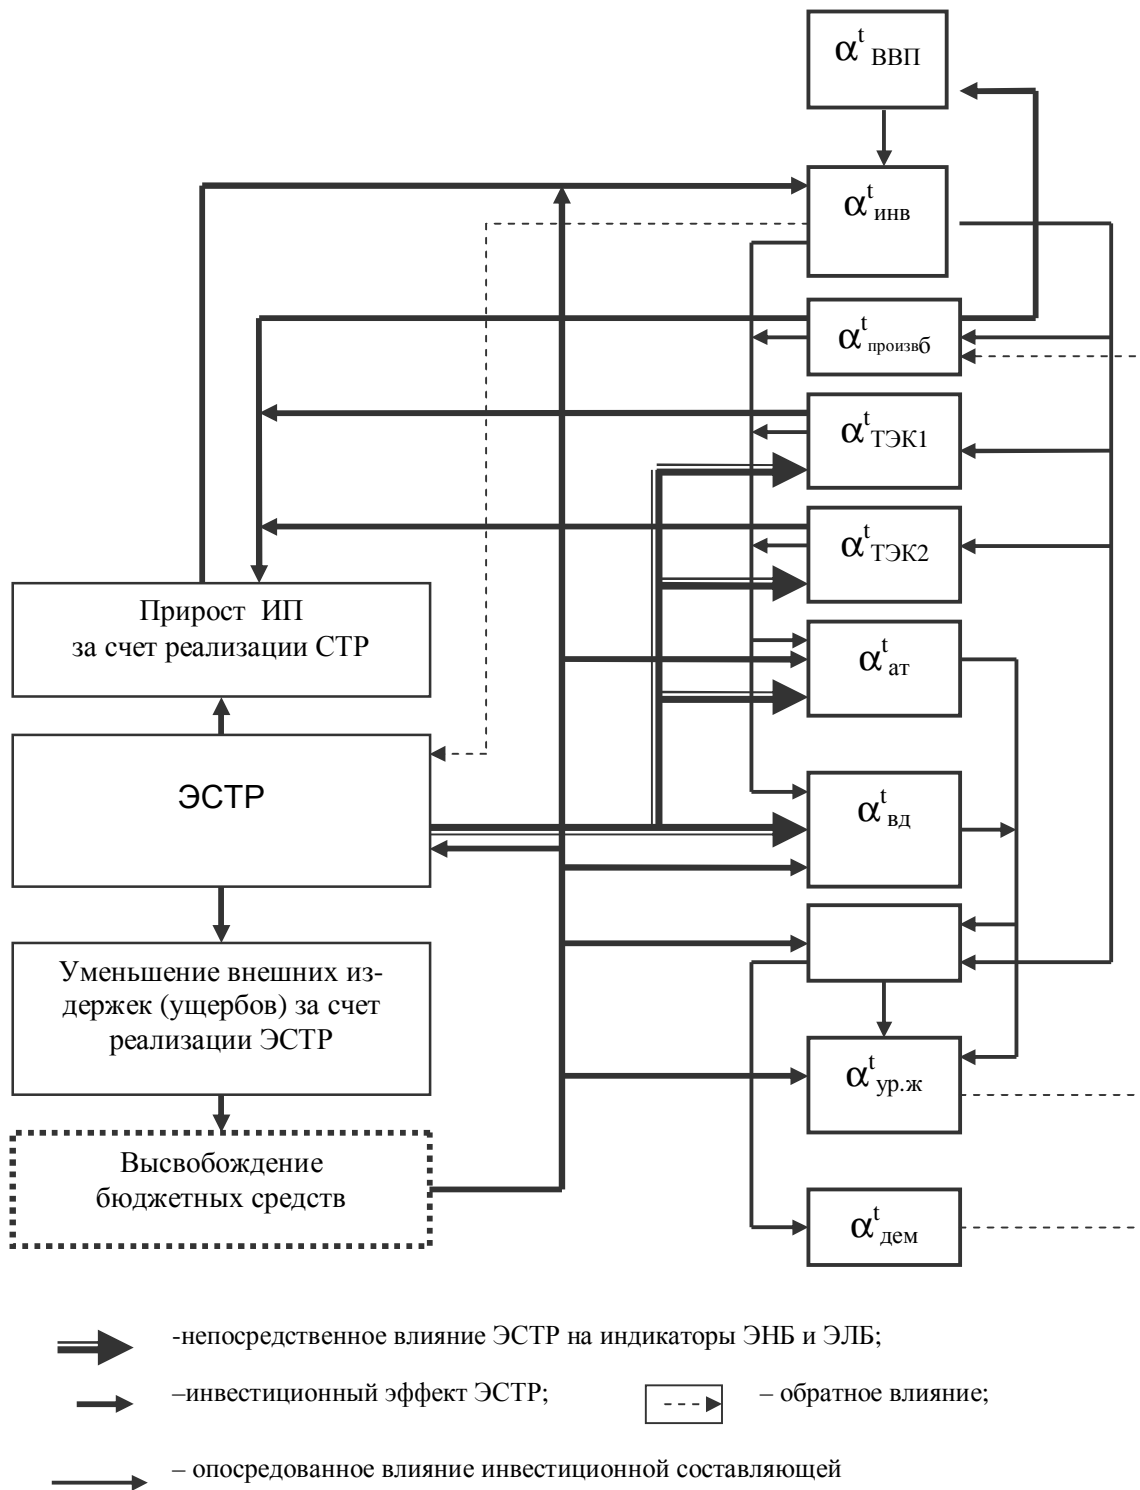 α^t ВВП
α^t инв
α^t произвб
α^t ТЭК1
α^t ТЭК2
Прирост ИП
за счет реализации СТР
α^t ат
ЭСТР
α^t вд
Уменьшение внешних из-
держек (ущербов) за счет
реализации ЭСТР
α^t ур.ж
Высвобождение
бюджетных средств
α^t дем
-непосредственное влияние ЭСТР на индикаторы ЭНБ и ЭЛБ;
–инвестиционный эффект ЭСТР;
– обратное влияние;
– опосредованное влияние инвестиционной составляющей